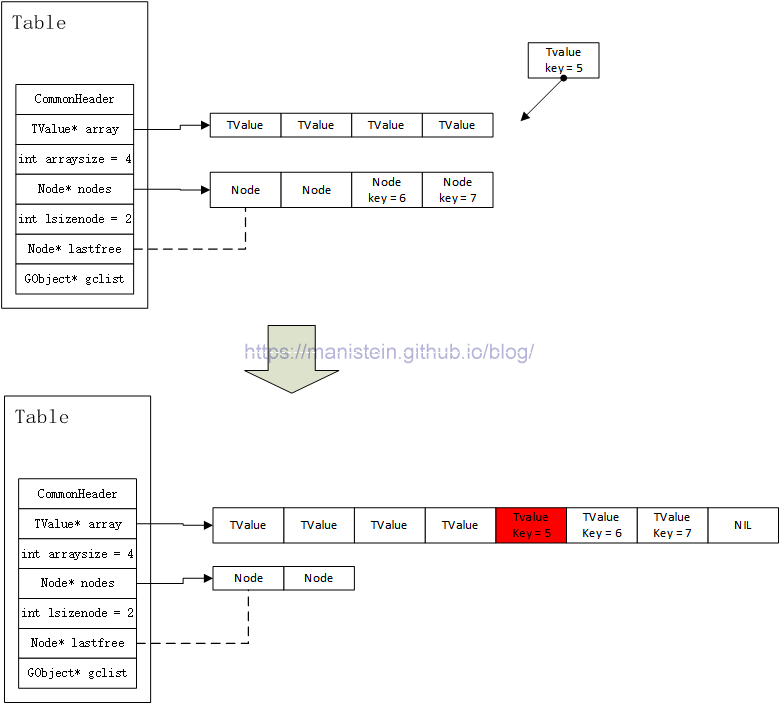 Table
Tvalue
key = 5
CommonHeader
TValue* array
TValue TValue TValue TValue
int arraysize = 4
Node* nodes
Node Node Node Node
key = 6 key = 7
int lsizenode = 2
Node* lastfree
GObject* gclist
https://manistein.github.io/blog/
Table
CommonHeader
TValue* array
TValue TValue TValue TValue Tvalue TValue TValue NIL
Key = 5 Key = 6 Key = 7
int arraysize = 4
Node* nodes
Node Node
int lsizenode = 2
Node* lastfree
GObject* gclist